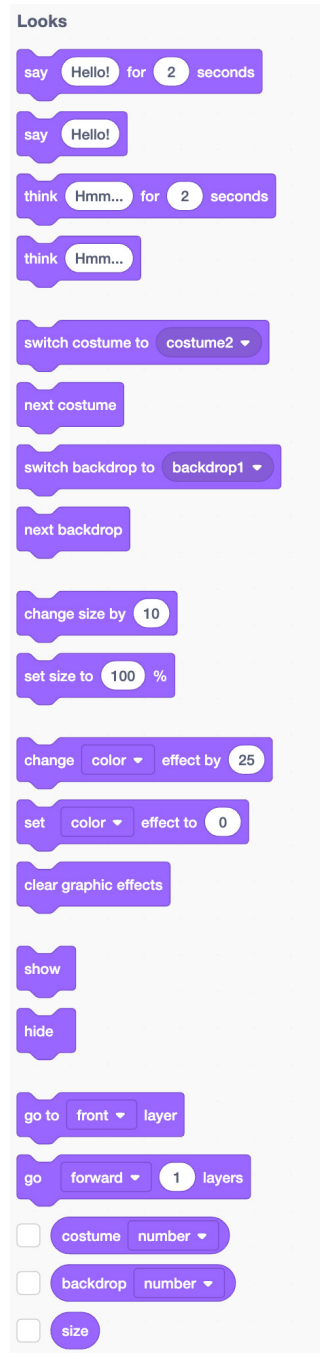 Looks
say Hello! for 2 seconds
say Hello!
think Hmm... for 2 seconds
think Hmm...
switch costume to costume2
next costume
switch backdrop to backdrop1
next backdrop
change size by 10
set size to 100 %
change color effect by 25
set color effect to 0
clear graphic effects
show
hide
go to front layer
go forward 1 layers
costume number
backdrop number
size